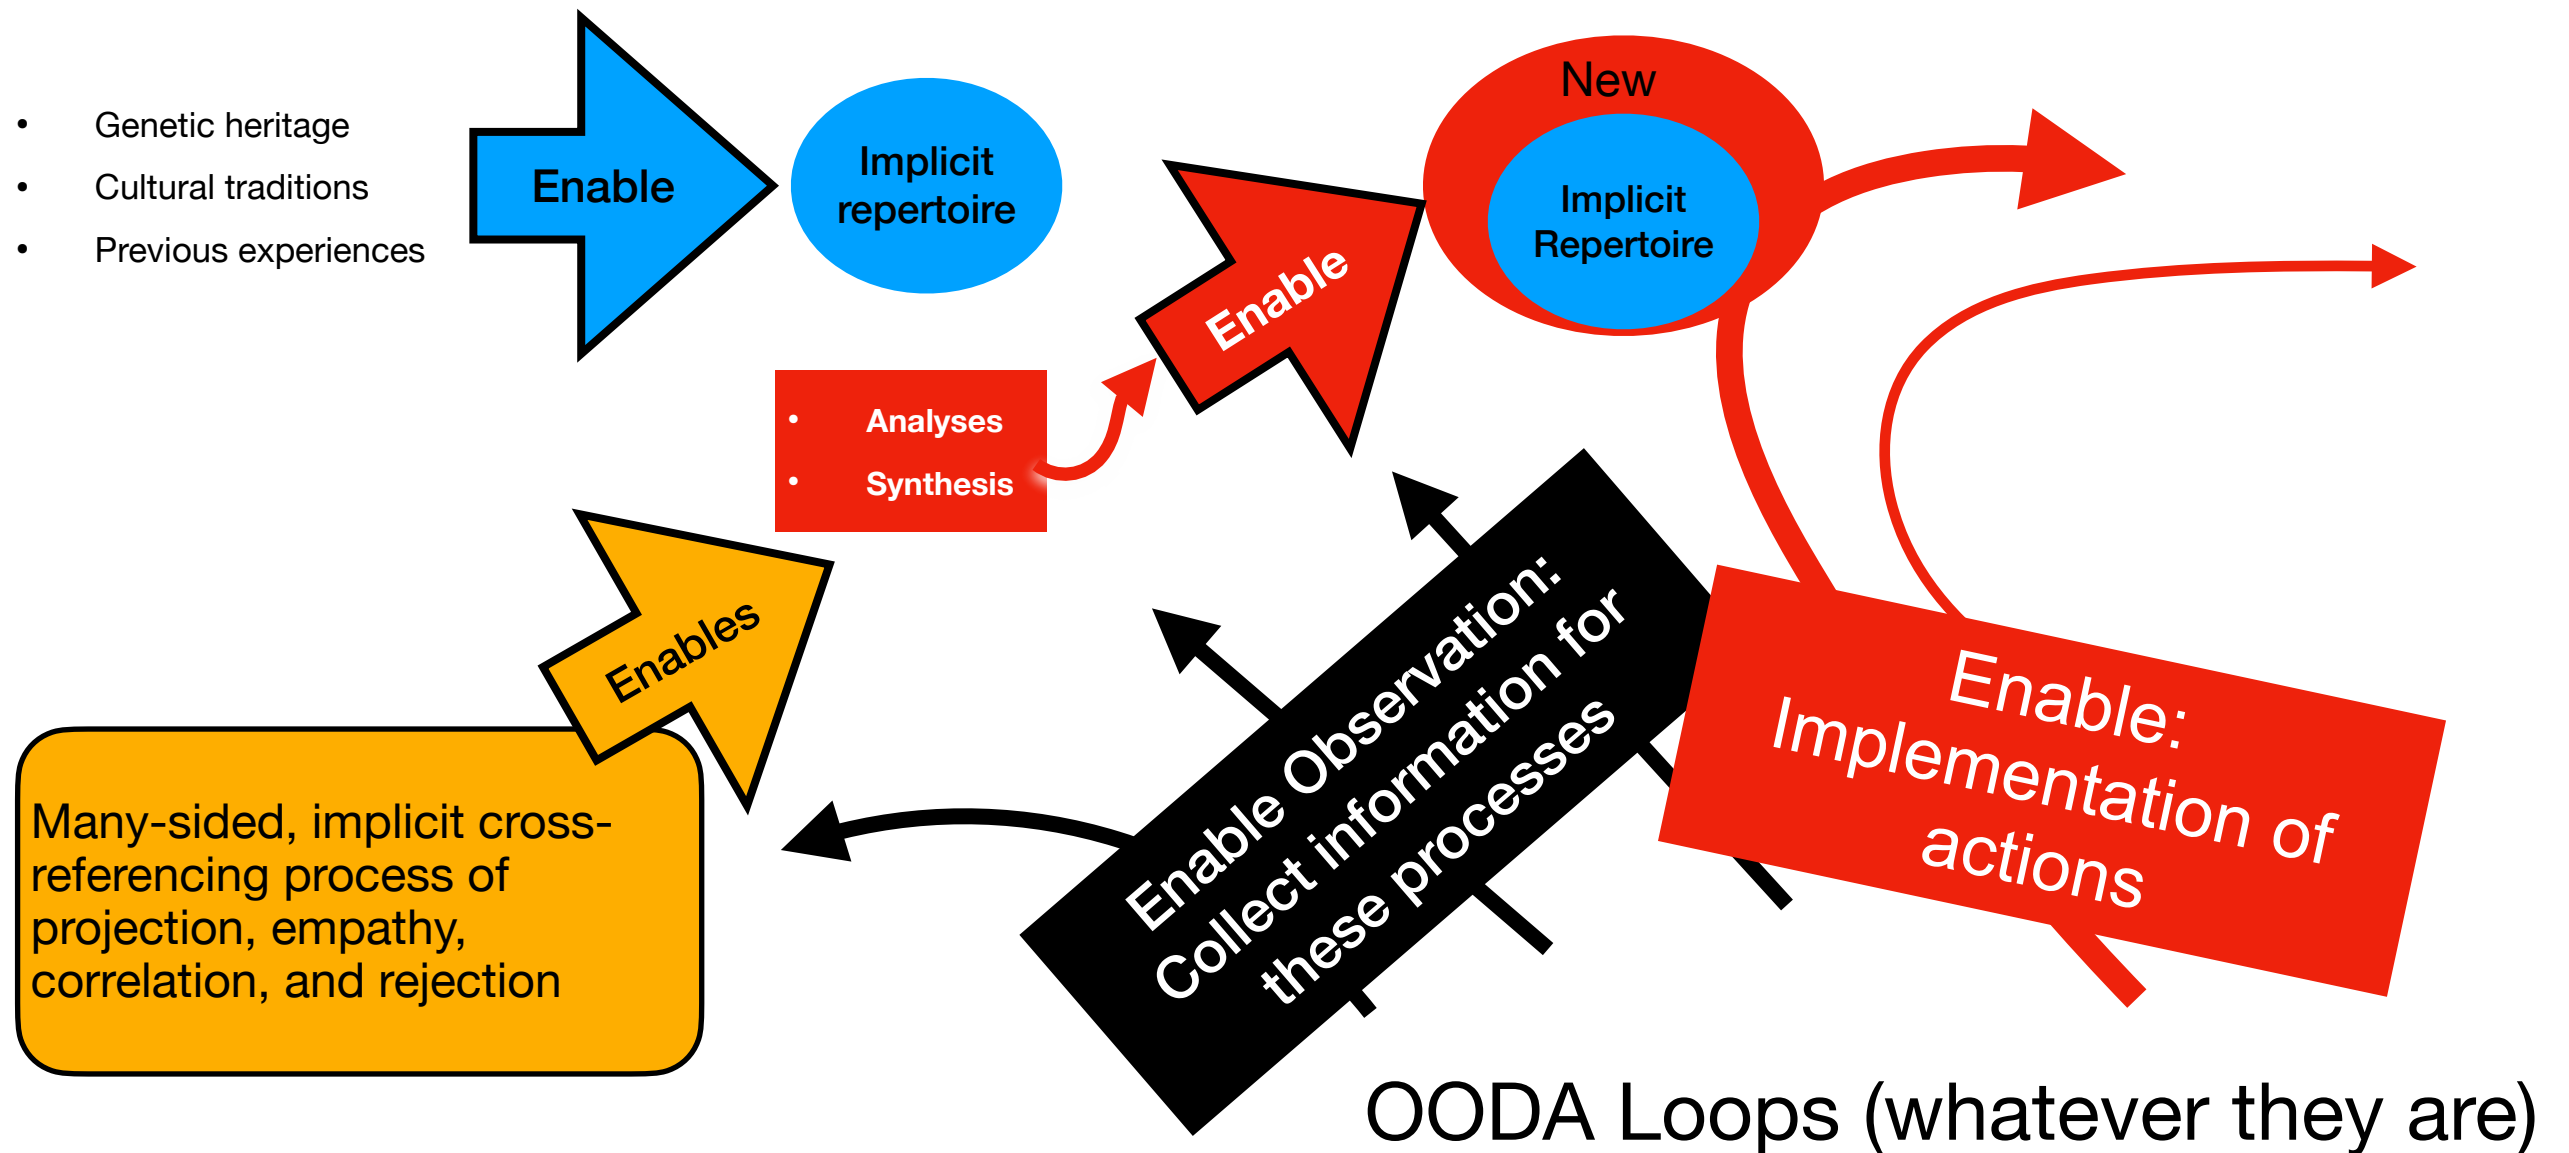 • Genetic heritage
• Cultural traditions
• Previous experiences
Enable
Implicit
repertoire
New
Implicit
Repertoire
Enable
• Analyses
• Synthesis
Enables
Many-sided, implicit cross-
referencing process of
projection, empathy,
correlation, and rejection
Enable Observation:
Collect information for
these processes
Enable:
Implementation of
actions
OODA Loops (whatever they are)